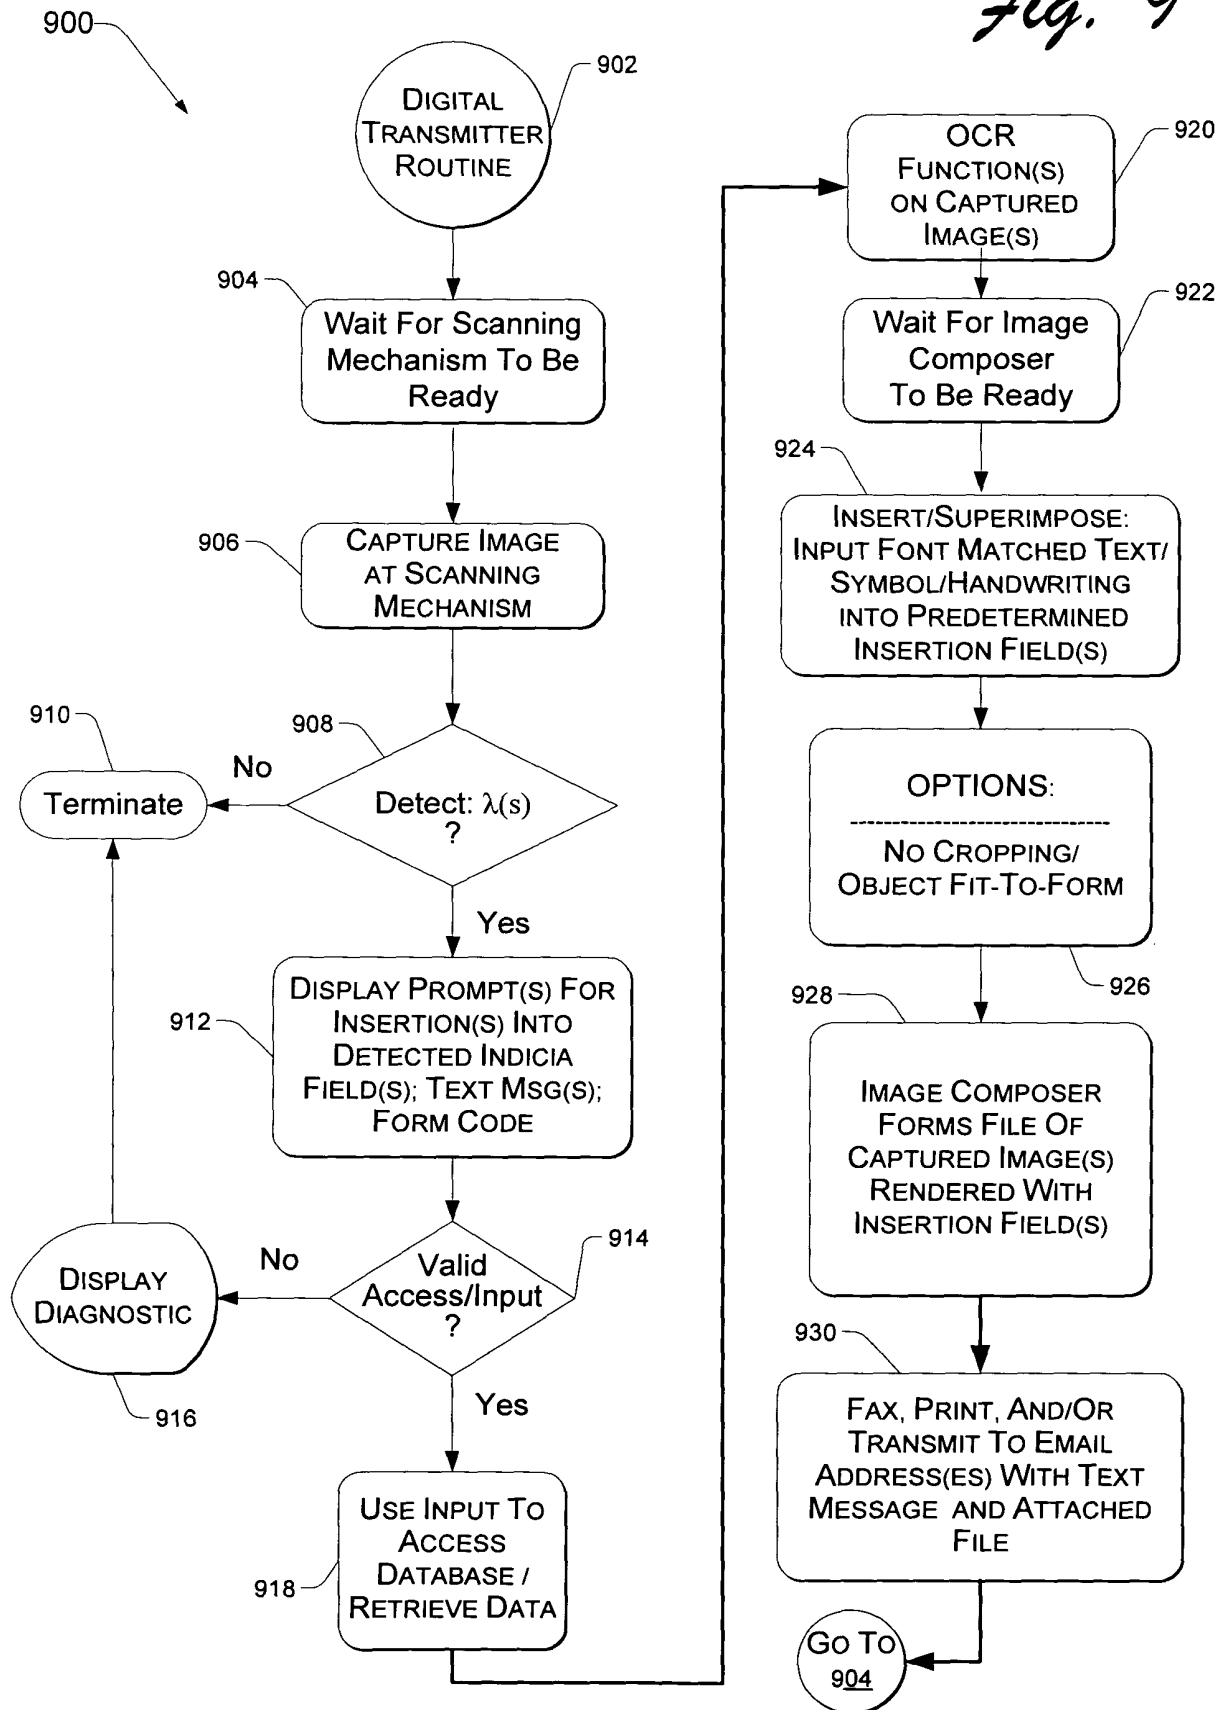 Fig. 9
900
902
DIGITAL
TRANSMITTER
ROUTINE
904
Wait For Scanning
Mechanism To Be
Ready
906
CAPTURE IMAGE
AT SCANNING
MECHANISM
908
Detect: λ(s)
?
No
910
Terminate
Yes
912
DISPLAY PROMPT(S) FOR
INSERTION(S) INTO
DETECTED INDICIA
FIELD(S); TEXT MSG(S);
FORM CODE
914
Valid
Access/Input
?
No
DISPLAY
DIAGNOSTIC
916
Yes
918
USE INPUT TO
ACCESS
DATABASE /
RETRIEVE DATA
920
OCR
FUNCTION(S)
ON CAPTURED
IMAGE(S)
922
Wait For Image
Composer
To Be Ready
924
INSERT/SUPERIMPOSE:
INPUT FONT MATCHED TEXT/
SYMBOL/HANDWRITING
INTO PREDETERMINED
INSERTION FIELD(S)
OPTIONS:
NO CROPPING/
OBJECT FIT-TO-FORM
926
928
IMAGE COMPOSER
FORMS FILE OF
CAPTURED IMAGE(S)
RENDERED WITH
INSERTION FIELD(S)
930
FAX, PRINT, AND/OR
TRANSMIT TO EMAIL
ADDRESS(ES) WITH TEXT
MESSAGE AND ATTACHED
FILE
GO TO
904